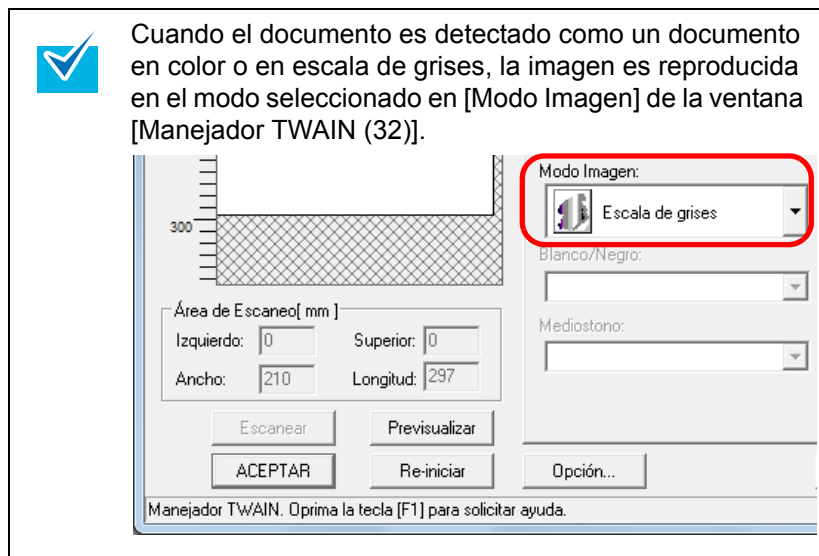 Cuando el documento es detectado como un documento
en color o en escala de grises, la imagen es reproducida
en el modo seleccionado en [Modo Imagen] de la ventana
[Manejador TWAIN (32)].
Modo Imagen:
Escala de grises
300
Blanco/Negro:
Área de Escaneo[ mm ]
Izquierdo: 0 Superior: 0
Mediostono:
Ancho: 210 Longitud: 297
Escanear Previsualizar
ACEPTAR Re-iniciar Opción...
Manejador TWAIN. Oprima la tecla [F1] para solicitar ayuda.